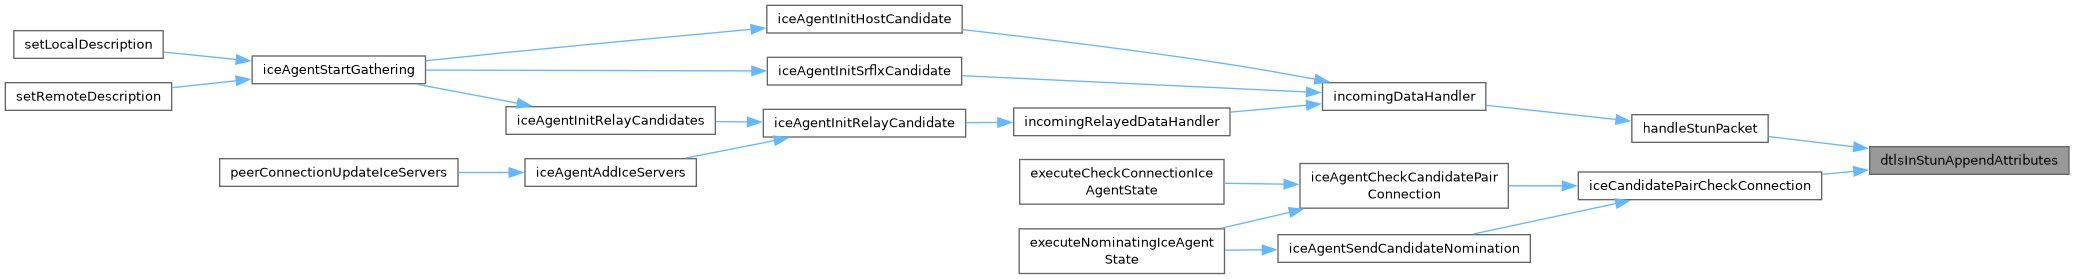 iceAgentInitHostCandidate
setLocalDescription
iceAgentStartGathering
iceAgentInitSrflxCandidate
setRemoteDescription
incomingDataHandler
iceAgentInitRelayCandidates
iceAgentInitRelayCandidate
incomingRelayedDataHandler
handleStunPacket
dtlsInStunAppendAttributes
peerConnectionUpdateIceServers
iceAgentAddIceServers
executeCheckConnectionIce
AgentState
iceAgentCheckCandidatePair
Connection
iceCandidatePairCheckConnection
executeNominatingIceAgent
State
iceAgentSendCandidateNomination